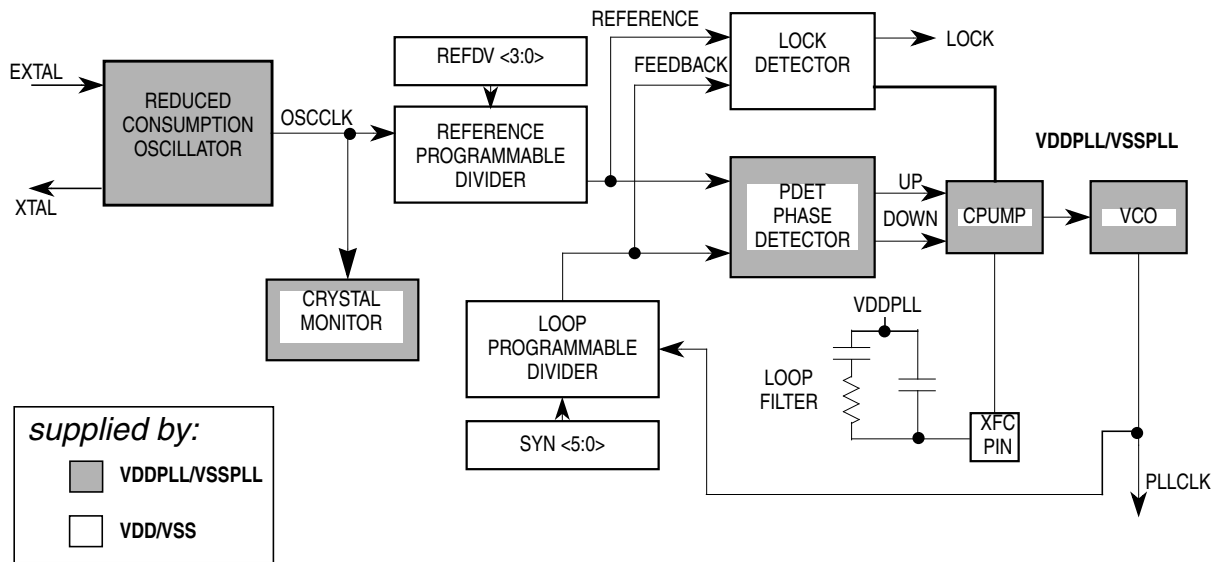 REFERENCE
LOCK
DETECTOR
LOCK
REFDV <3:0>
FEEDBACK
EXTAL
REDUCED
CONSUMPTION
OSCILLATOR
OSCCLK
REFERENCE
PROGRAMMABLE
DIVIDER
VDDPLL/VSSPLL
XTAL
PDET
PHASE
DETECTOR
UP
DOWN
CPUMP
VCO
CRYSTAL
MONITOR
LOOP
PROGRAMMABLE
DIVIDER
VDDPLL
LOOP
FILTER
XFC
PIN
SYN <5:0>
PLLCLK
supplied by:
VDDPLL/VSSPLL
VDD/VSS